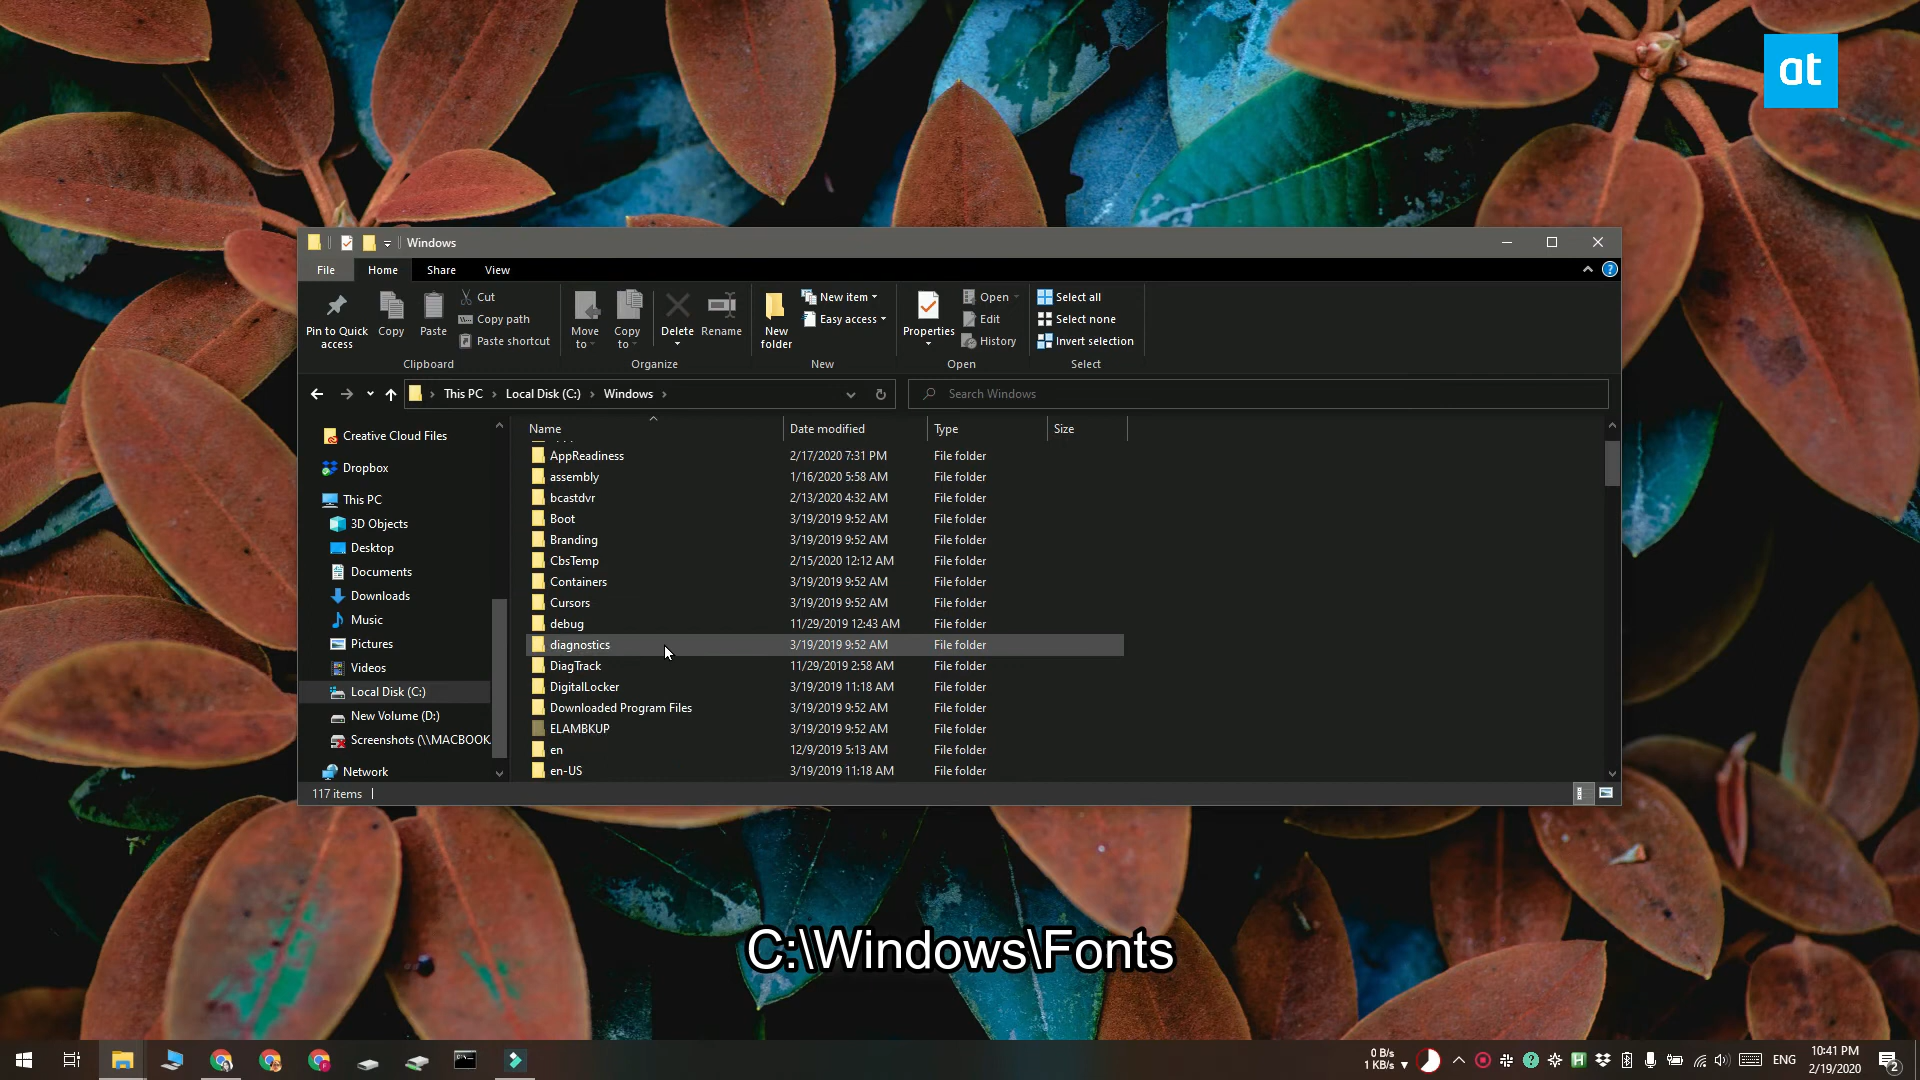 at
Windows
File Home Share View
Pin to Quick access
Copy
Paste
Cut
Copy path
Paste shortcut
Clipboard
Move to
Copy to
Delete
Rename
Organize
New folder
New item
Easy access
New
Properties
Open
Edit
History
Open
Select all
Select none
Invert selection
Select
This PC Local Disk (C:) Windows
Search Windows
Creative Cloud Files
Dropbox
This PC
3D Objects
Desktop
Documents
Downloads
Music
Pictures
Videos
Local Disk (C:)
New Volume (D:)
Screenshots (\\MACBOOK
Network
Name Date modified Type Size
AppReadiness 2/17/2020 7:31 PM File folder
assembly 1/16/2020 5:58 AM File folder
bcastdvr 2/13/2020 4:32 AM File folder
Boot 3/19/2019 9:52 AM File folder
Branding 3/19/2019 9:52 AM File folder
CbsTemp 2/15/2020 12:12 AM File folder
Containers 3/19/2019 9:52 AM File folder
Cursors 3/19/2019 9:52 AM File folder
debug 11/29/2019 12:43 AM File folder
diagnostics 3/19/2019 9:52 AM File folder
DiagTrack 11/29/2019 2:58 AM File folder
DigitalLocker 3/19/2019 11:18 AM File folder
Downloaded Program Files 3/19/2019 9:52 AM File folder
ELAMBKUP 3/19/2019 9:52 AM File folder
en 12/9/2019 5:13 AM File folder
en-US 3/19/2019 11:18 AM File folder
117 items
C:\Windows\Fonts
0 B/s
1 KB/s
ENG
10:41 PM
2/19/2020
2